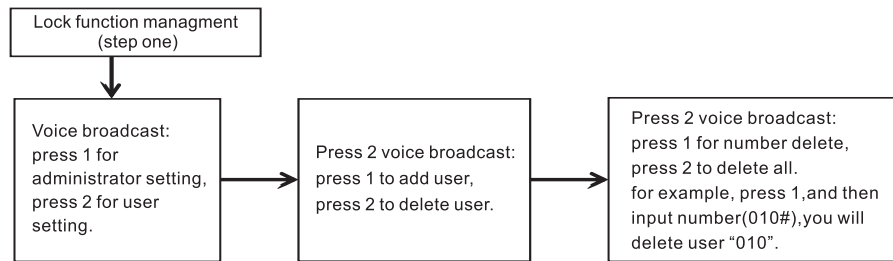 Lock function managment
(step one)
Voice broadcast:
press 1 for
administrator setting,
press 2 for user
setting.
Press 2 voice broadcast:
press 1 to add user,
press 2 to delete user.
Press 2 voice broadcast:
press 1 for number delete,
press 2 to delete all.
for example, press 1,and then
input number(010#),you will
delete user “010”.